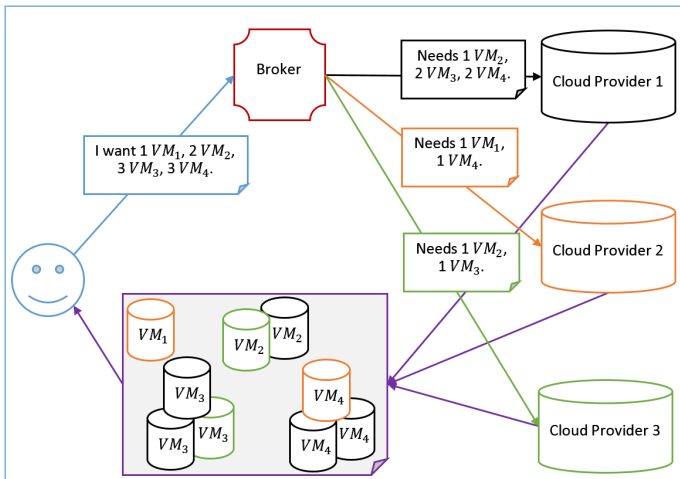 Broker
Needs 1 VM₂,
2 VM₃, 2 VM₄.
Cloud Provider 1
I want 1 VM₁, 2 VM₂,
3 VM₃, 3 VM₄.
Needs 1 VM₁,
1 VM₄.
Cloud Provider 2
Needs 1 VM₂,
1 VM₃.
VM₁
VM₂
VM₂
VM₃
VM₃
VM₃
VM₄
VM₄
VM₄
Cloud Provider 3